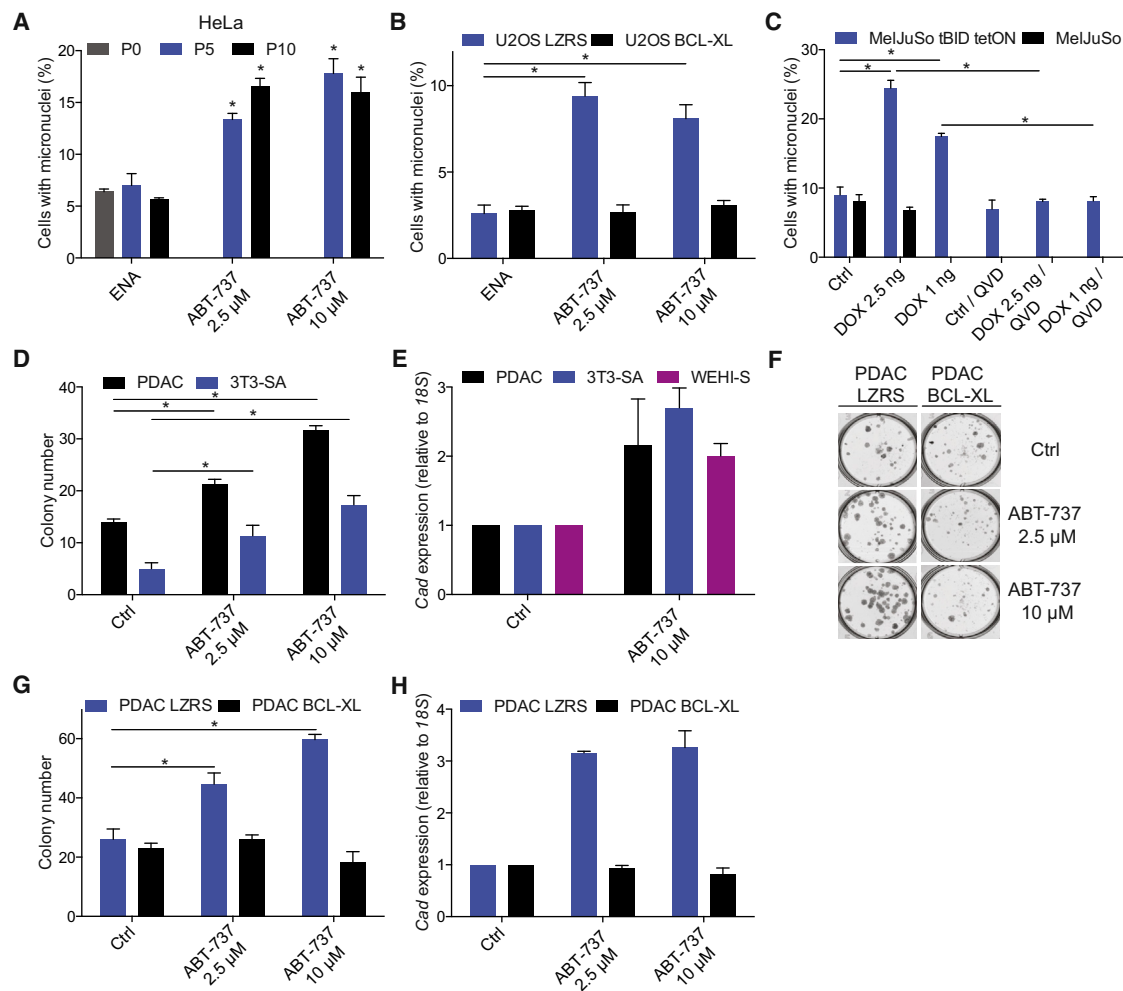 A
HeLa
P0 P5 P10
Cells with micronuclei (%)
20
15
10
5
0
* * * *
ENA
ABT-737 2.5 µM
ABT-737 10 µM
B
U2OS LZRS U2OS BCL-XL
Cells with micronuclei (%)
10
5
0
* *
ENA
ABT-737 2.5 µM
ABT-737 10 µM
C
MelJuSo tBID tetON MelJuSo
Cells with micronuclei (%)
30
20
10
0
* * * *
Ctrl
DOX 2.5 ng
DOX 1 ng
Ctrl / QVD
DOX 2.5 ng / QVD
DOX 1 ng / QVD
D
PDAC 3T3-SA
Colony number
40
30
20
10
0
* * * *
Ctrl
ABT-737 2.5 µM
ABT-737 10 µM
E
PDAC 3T3-SA WEHI-S
Cad expression (relative to 18S)
3
2
1
0
Ctrl
ABT-737 10 µM
F
PDAC LZRS
PDAC BCL-XL
Ctrl
ABT-737 2.5 µM
ABT-737 10 µM
G
PDAC LZRS PDAC BCL-XL
Colony number
60
40
20
0
* *
Ctrl
ABT-737 2.5 µM
ABT-737 10 µM
H
PDAC LZRS PDAC BCL-XL
Cad expression (relative to 18S)
4
3
2
1
0
Ctrl
ABT-737 2.5 µM
ABT-737 10 µM